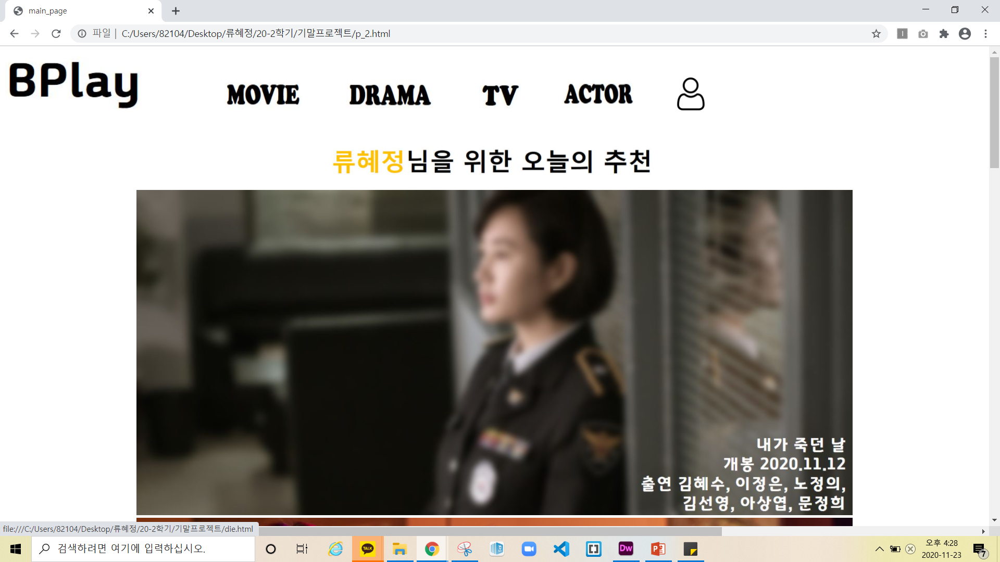 main_page
파일 | C:/Users/82104/Desktop/류혜정/20-2학기/기말프로젝트/p_2.html
BPlay
MOVIE DRAMA TV ACTOR
류혜정님을 위한 오늘의 추천
내가 죽던 날
개봉 2020.11.12
출연 김혜수, 이정은, 노정의,
김선영, 아상엽, 문정희
file:///C:/Users/82104/Desktop/류혜정/20-2학기/기말프로젝트/die.html
검색하려면 여기에 입력하십시오.
TALK
Dw
오후 4:28
2020-11-23
7